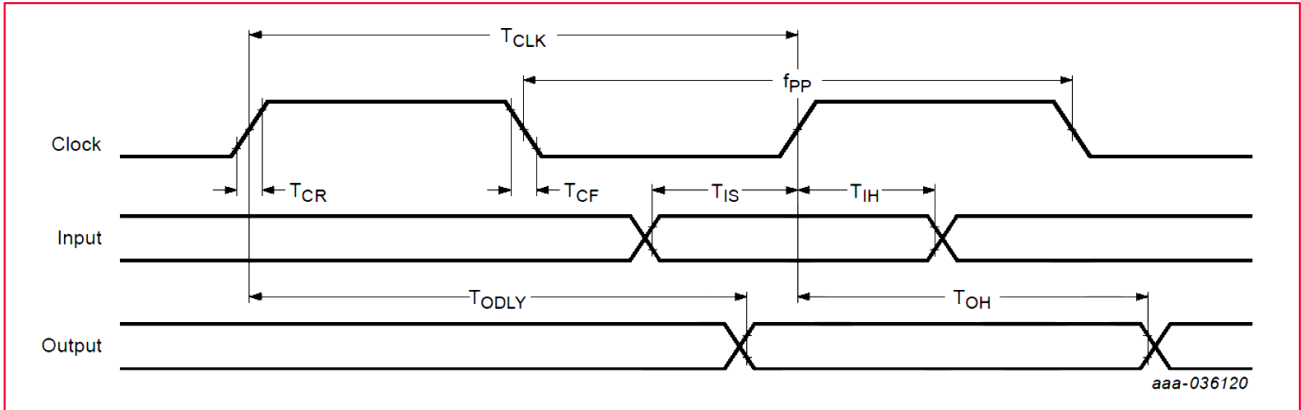 TCLK
fPP
Clock
TCR
TCF
TIS
TIH
Input
TODLY
TOH
Output
aaa-036120